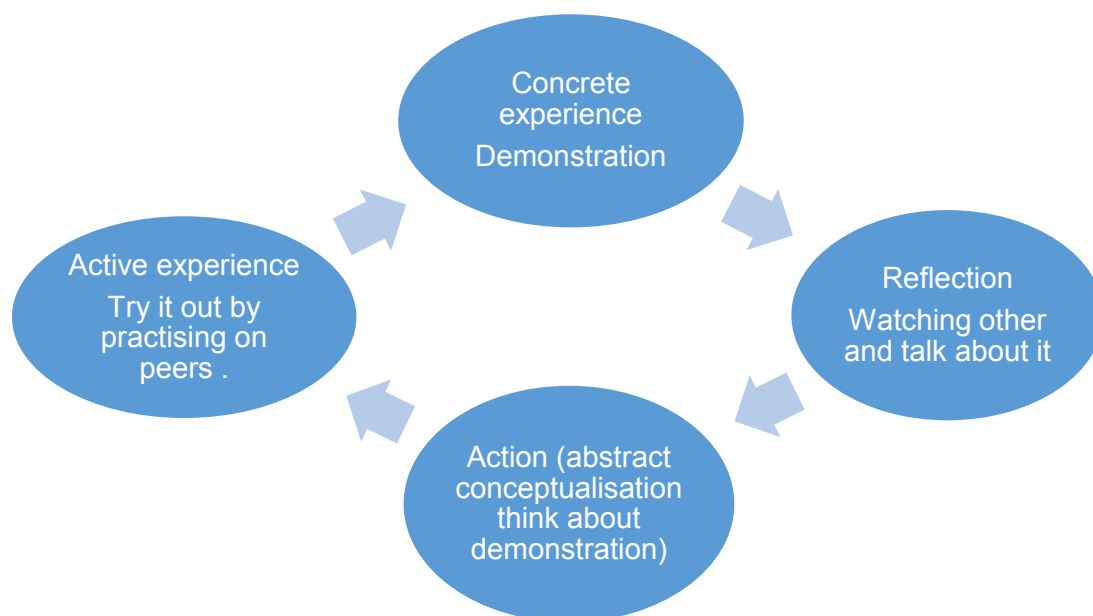 Concrete
experience
Demonstration
Reflection
Watching other
and talk about it
Action (abstract
conceptualisation
think about
demonstration)
Active experience
Try it out by
practising on
peers .